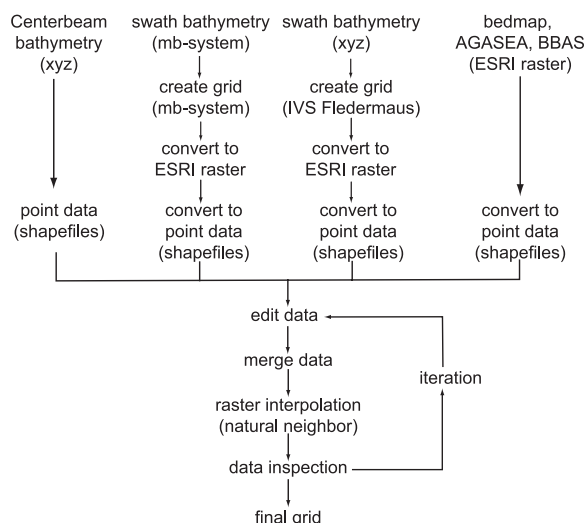 Centerbeam
bathymetry
(xyz)
swath bathymetry
(mb-system)
swath bathymetry
(xyz)
bedmap,
AGASEA, BBAS
(ESRI raster)
create grid
(mb-system)
create grid
(IVS Fledermaus)
convert to
ESRI raster
convert to
ESRI raster
point data
(shapefiles)
convert to
point data
(shapefiles)
convert to
point data
(shapefiles)
convert to
point data
(shapefiles)
edit data
merge data
iteration
raster interpolation
(natural neighbor)
data inspection
final grid